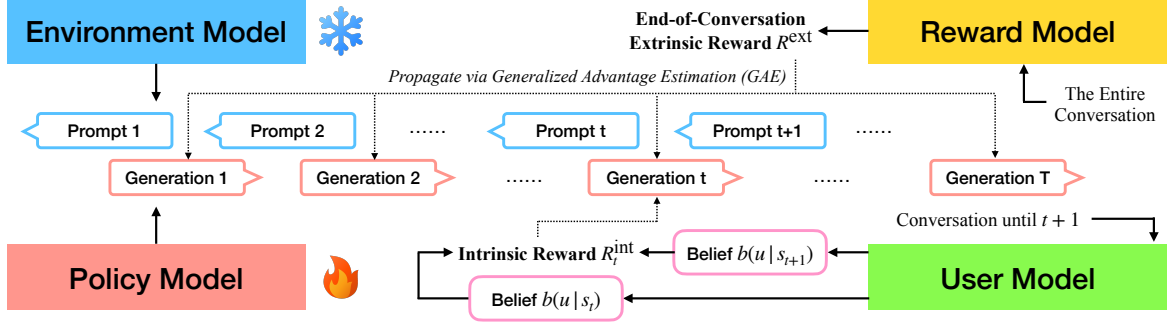 Environment Model
End-of-Conversation
Extrinsic Reward R^ext
Reward Model
Propagate via Generalized Advantage Estimation (GAE)
The Entire
Conversation
Prompt 1
Prompt 2
......
Prompt t
Prompt t+1
......
Generation 1
Generation 2
......
Generation t
......
Generation T
Conversation until t + 1
Policy Model
Intrinsic Reward R_t^int
Belief b(u | s_{t+1})
Belief b(u | s_t)
User Model